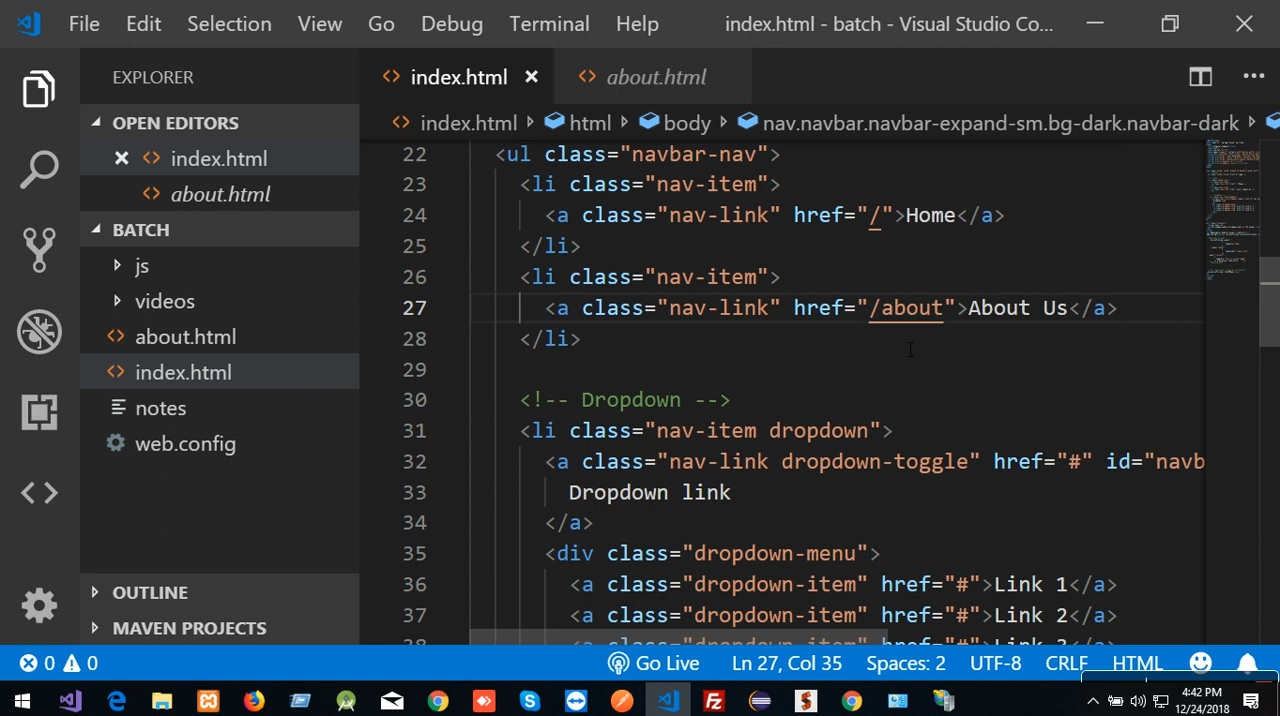 File Edit Selection View Go Debug Terminal Help index.html - batch - Visual Studio Co...
EXPLORER
OPEN EDITORS
index.html
about.html
BATCH
js
videos
about.html
index.html
notes
web.config
OUTLINE
MAVEN PROJECTS
index.html about.html
index.html html body nav.navbar.navbar-expand-sm.bg-dark.navbar-dark
22 <ul class="navbar-nav">
23 <li class="nav-item">
24 <a class="nav-link" href="/">Home</a>
25 </li>
26 <li class="nav-item">
27 <a class="nav-link" href="/about">About Us</a>
28 </li>
29
30 <!-- Dropdown -->
31 <li class="nav-item dropdown">
32 <a class="nav-link dropdown-toggle" href="#" id="navb
33 Dropdown link
34 </a>
35 <div class="dropdown-menu">
36 <a class="dropdown-item" href="#">Link 1</a>
37 <a class="dropdown-item" href="#">Link 2</a>
38 <a class="dropdown-item" href="#">Link 3</a>
0 0 Go Live Ln 27, Col 35 Spaces: 2 UTF-8 CRLF HTML
4:42 PM
12/24/2018